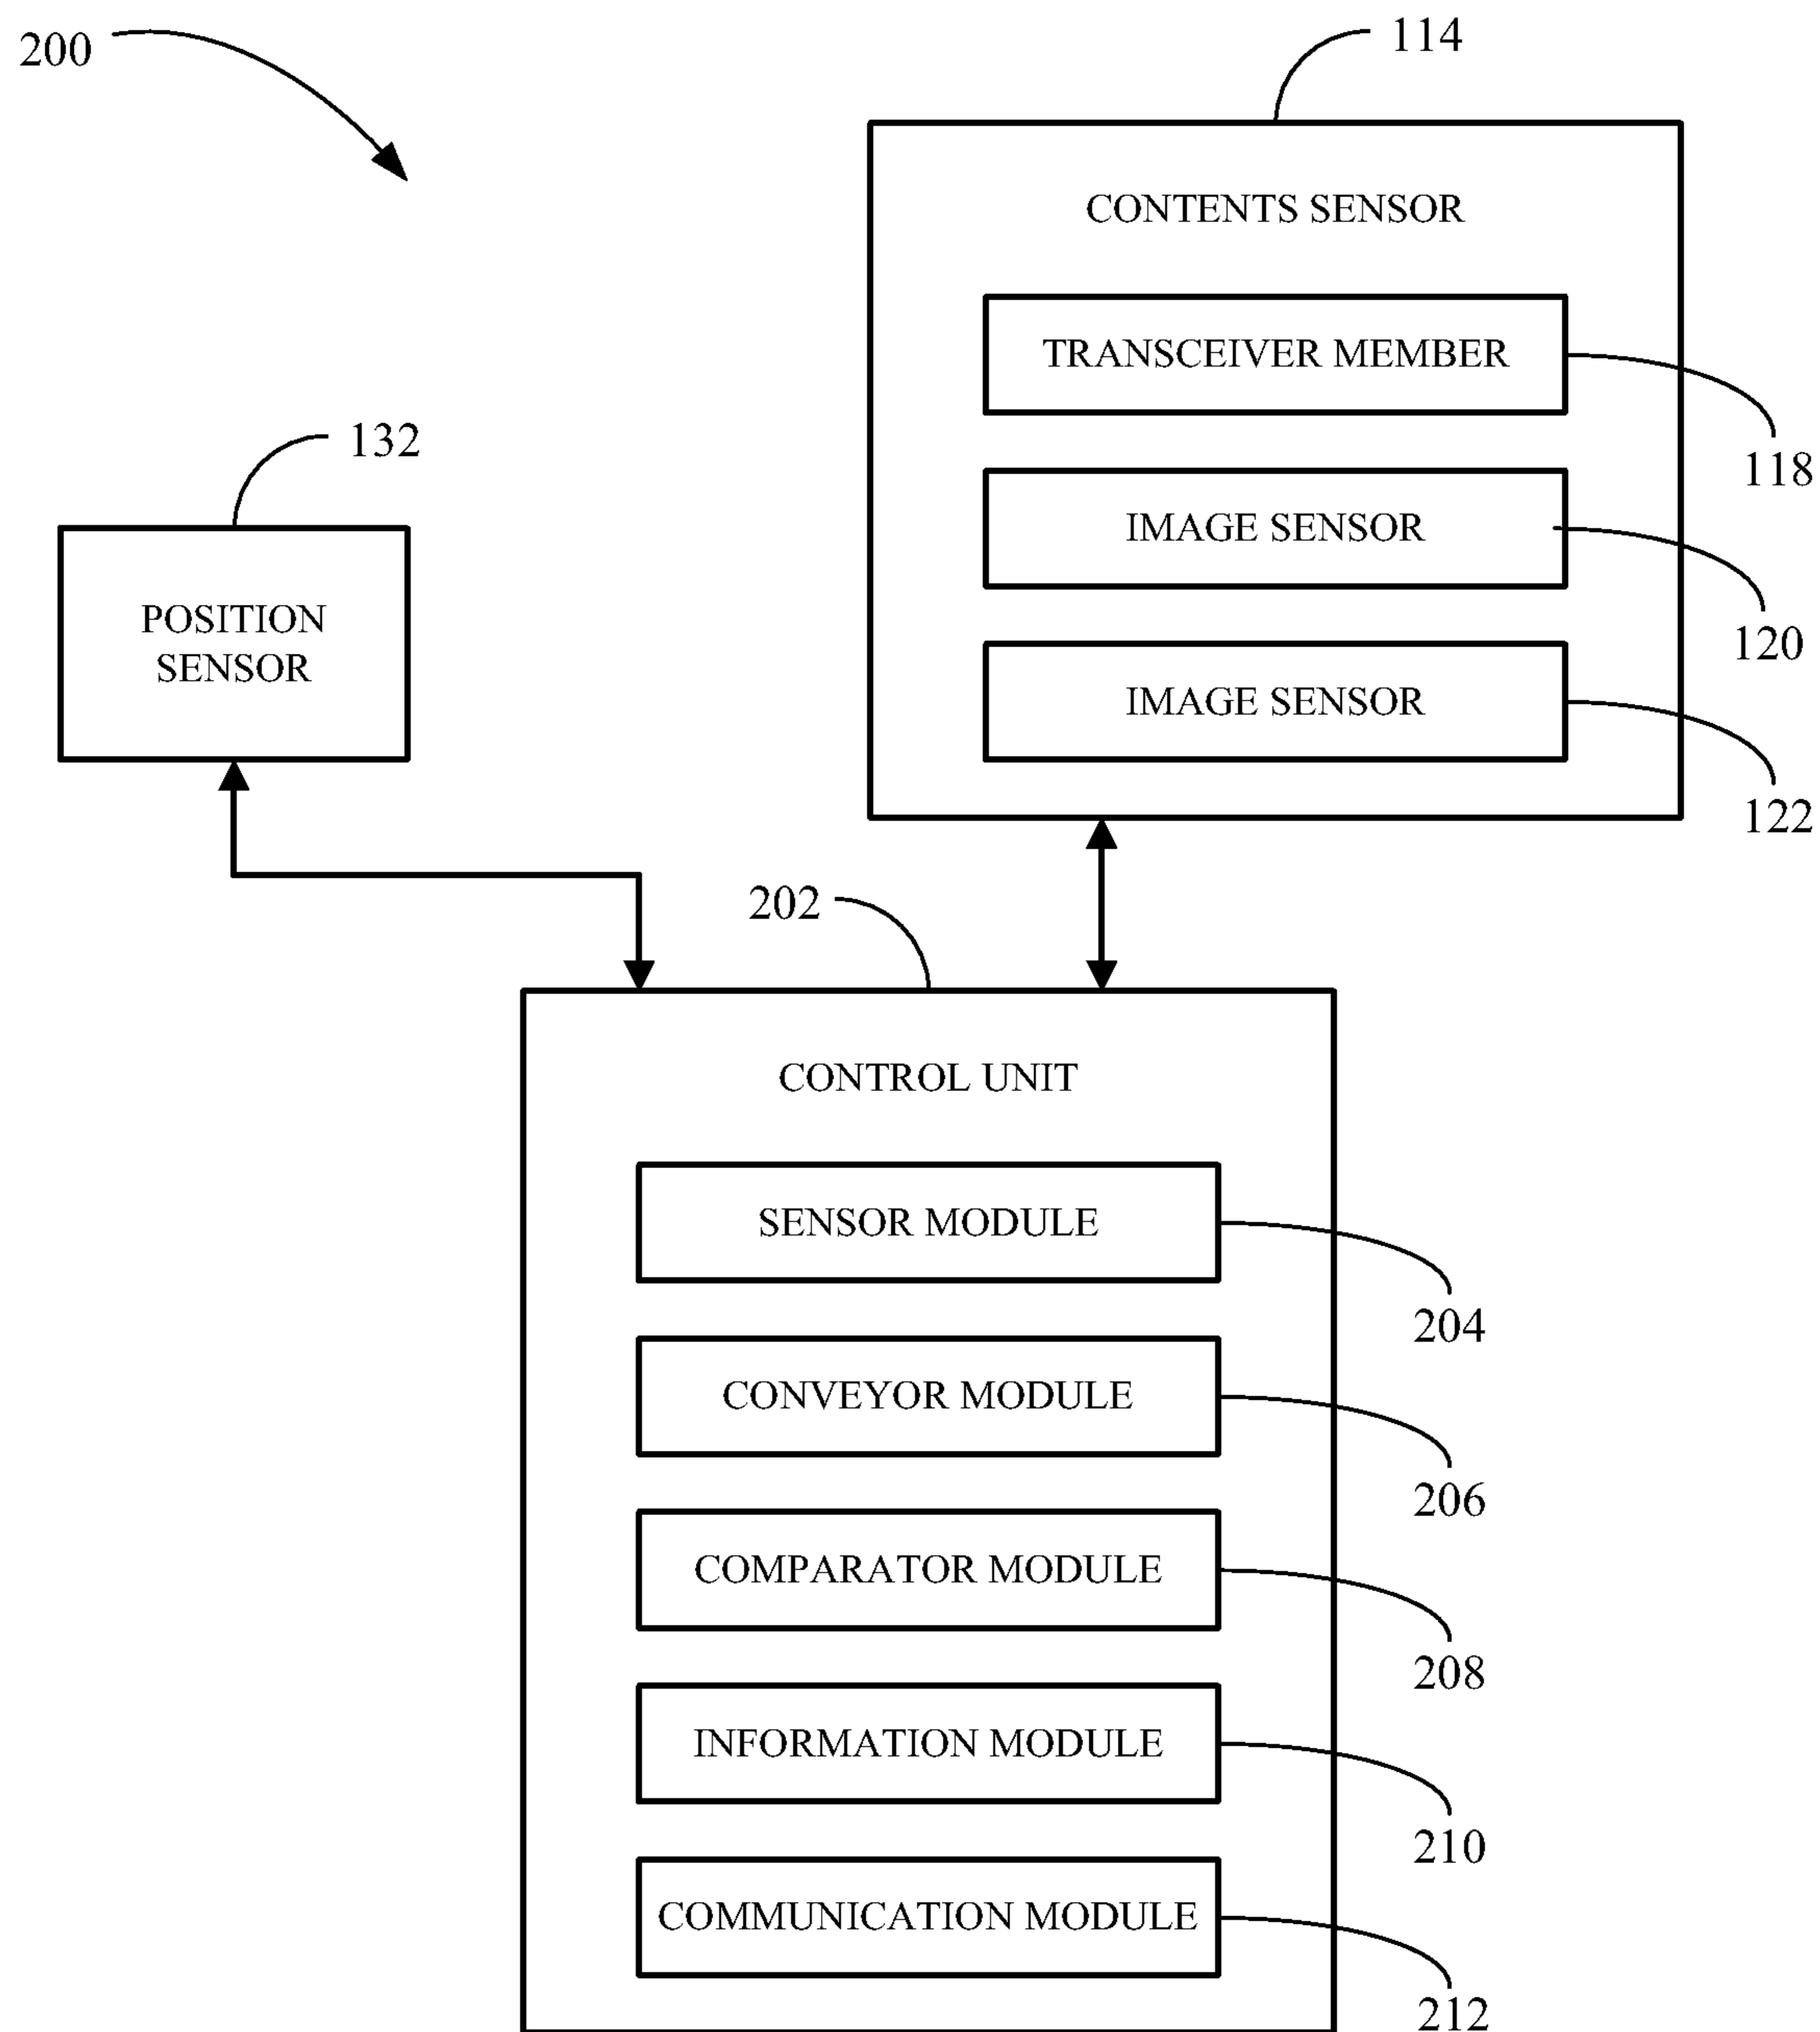 200
114
CONTENTS SENSOR
TRANSCEIVER MEMBER
118
132
IMAGE SENSOR
120
POSITION
SENSOR
IMAGE SENSOR
122
202
CONTROL UNIT
SENSOR MODULE
204
CONVEYOR MODULE
206
COMPARATOR MODULE
208
INFORMATION MODULE
210
COMMUNICATION MODULE
212